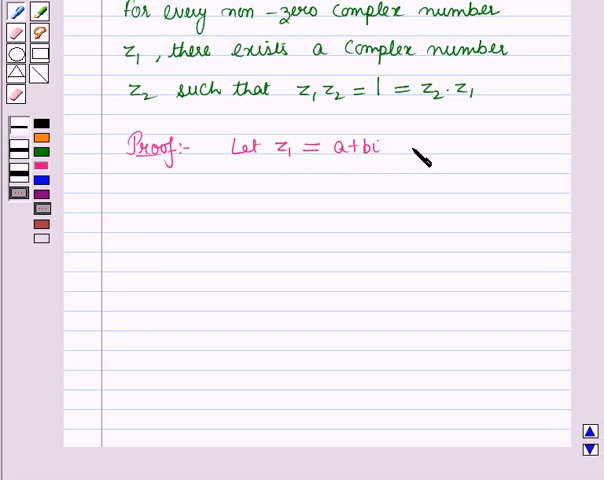 For every non-zero complex number
z₁, there exists a complex number
z₂ such that z₁z₂ = 1 = z₂·z₁
Proof:- Let z₁ = a+bi